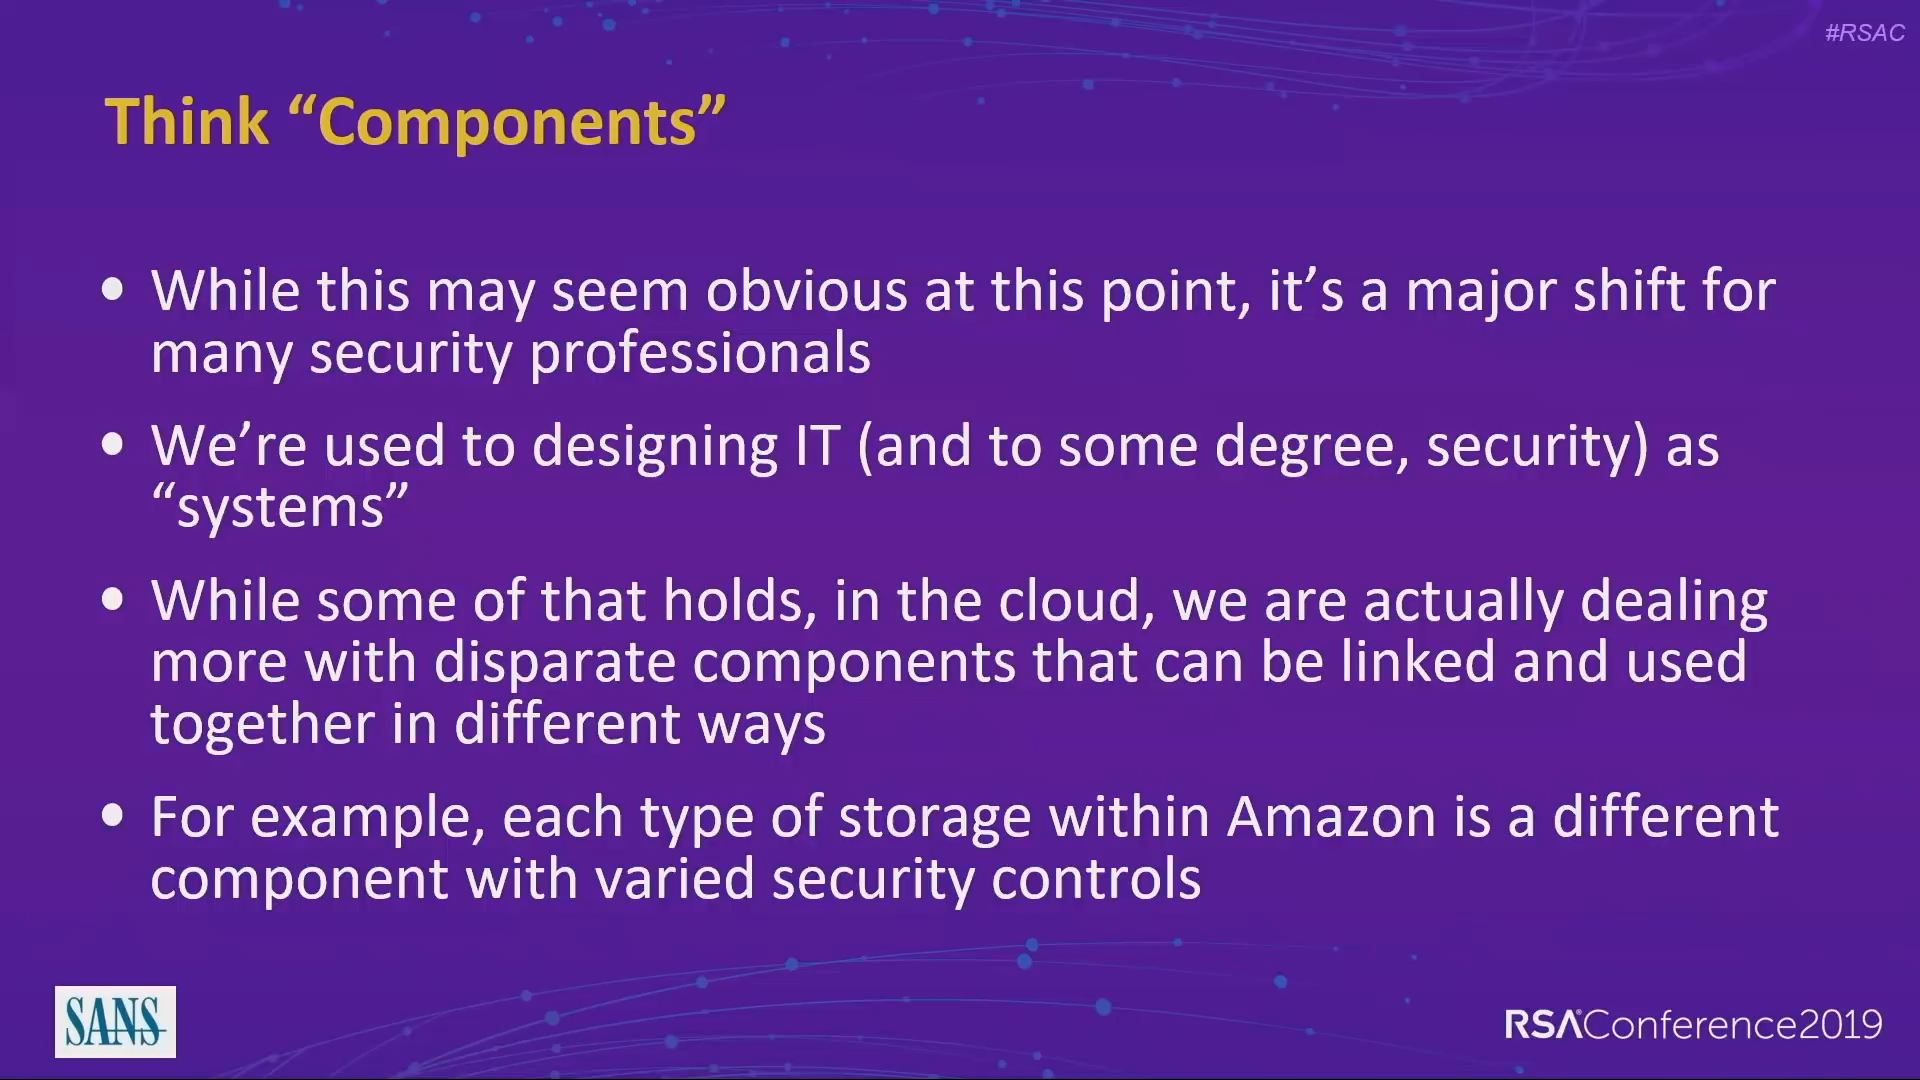 #RSAC
Think “Components”
• While this may seem obvious at this point, it’s a major shift for
many security professionals
• We’re used to designing IT (and to some degree, security) as
“systems”
• While some of that holds, in the cloud, we are actually dealing
more with disparate components that can be linked and used
together in different ways
• For example, each type of storage within Amazon is a different
component with varied security controls
SANS
RSA Conference2019